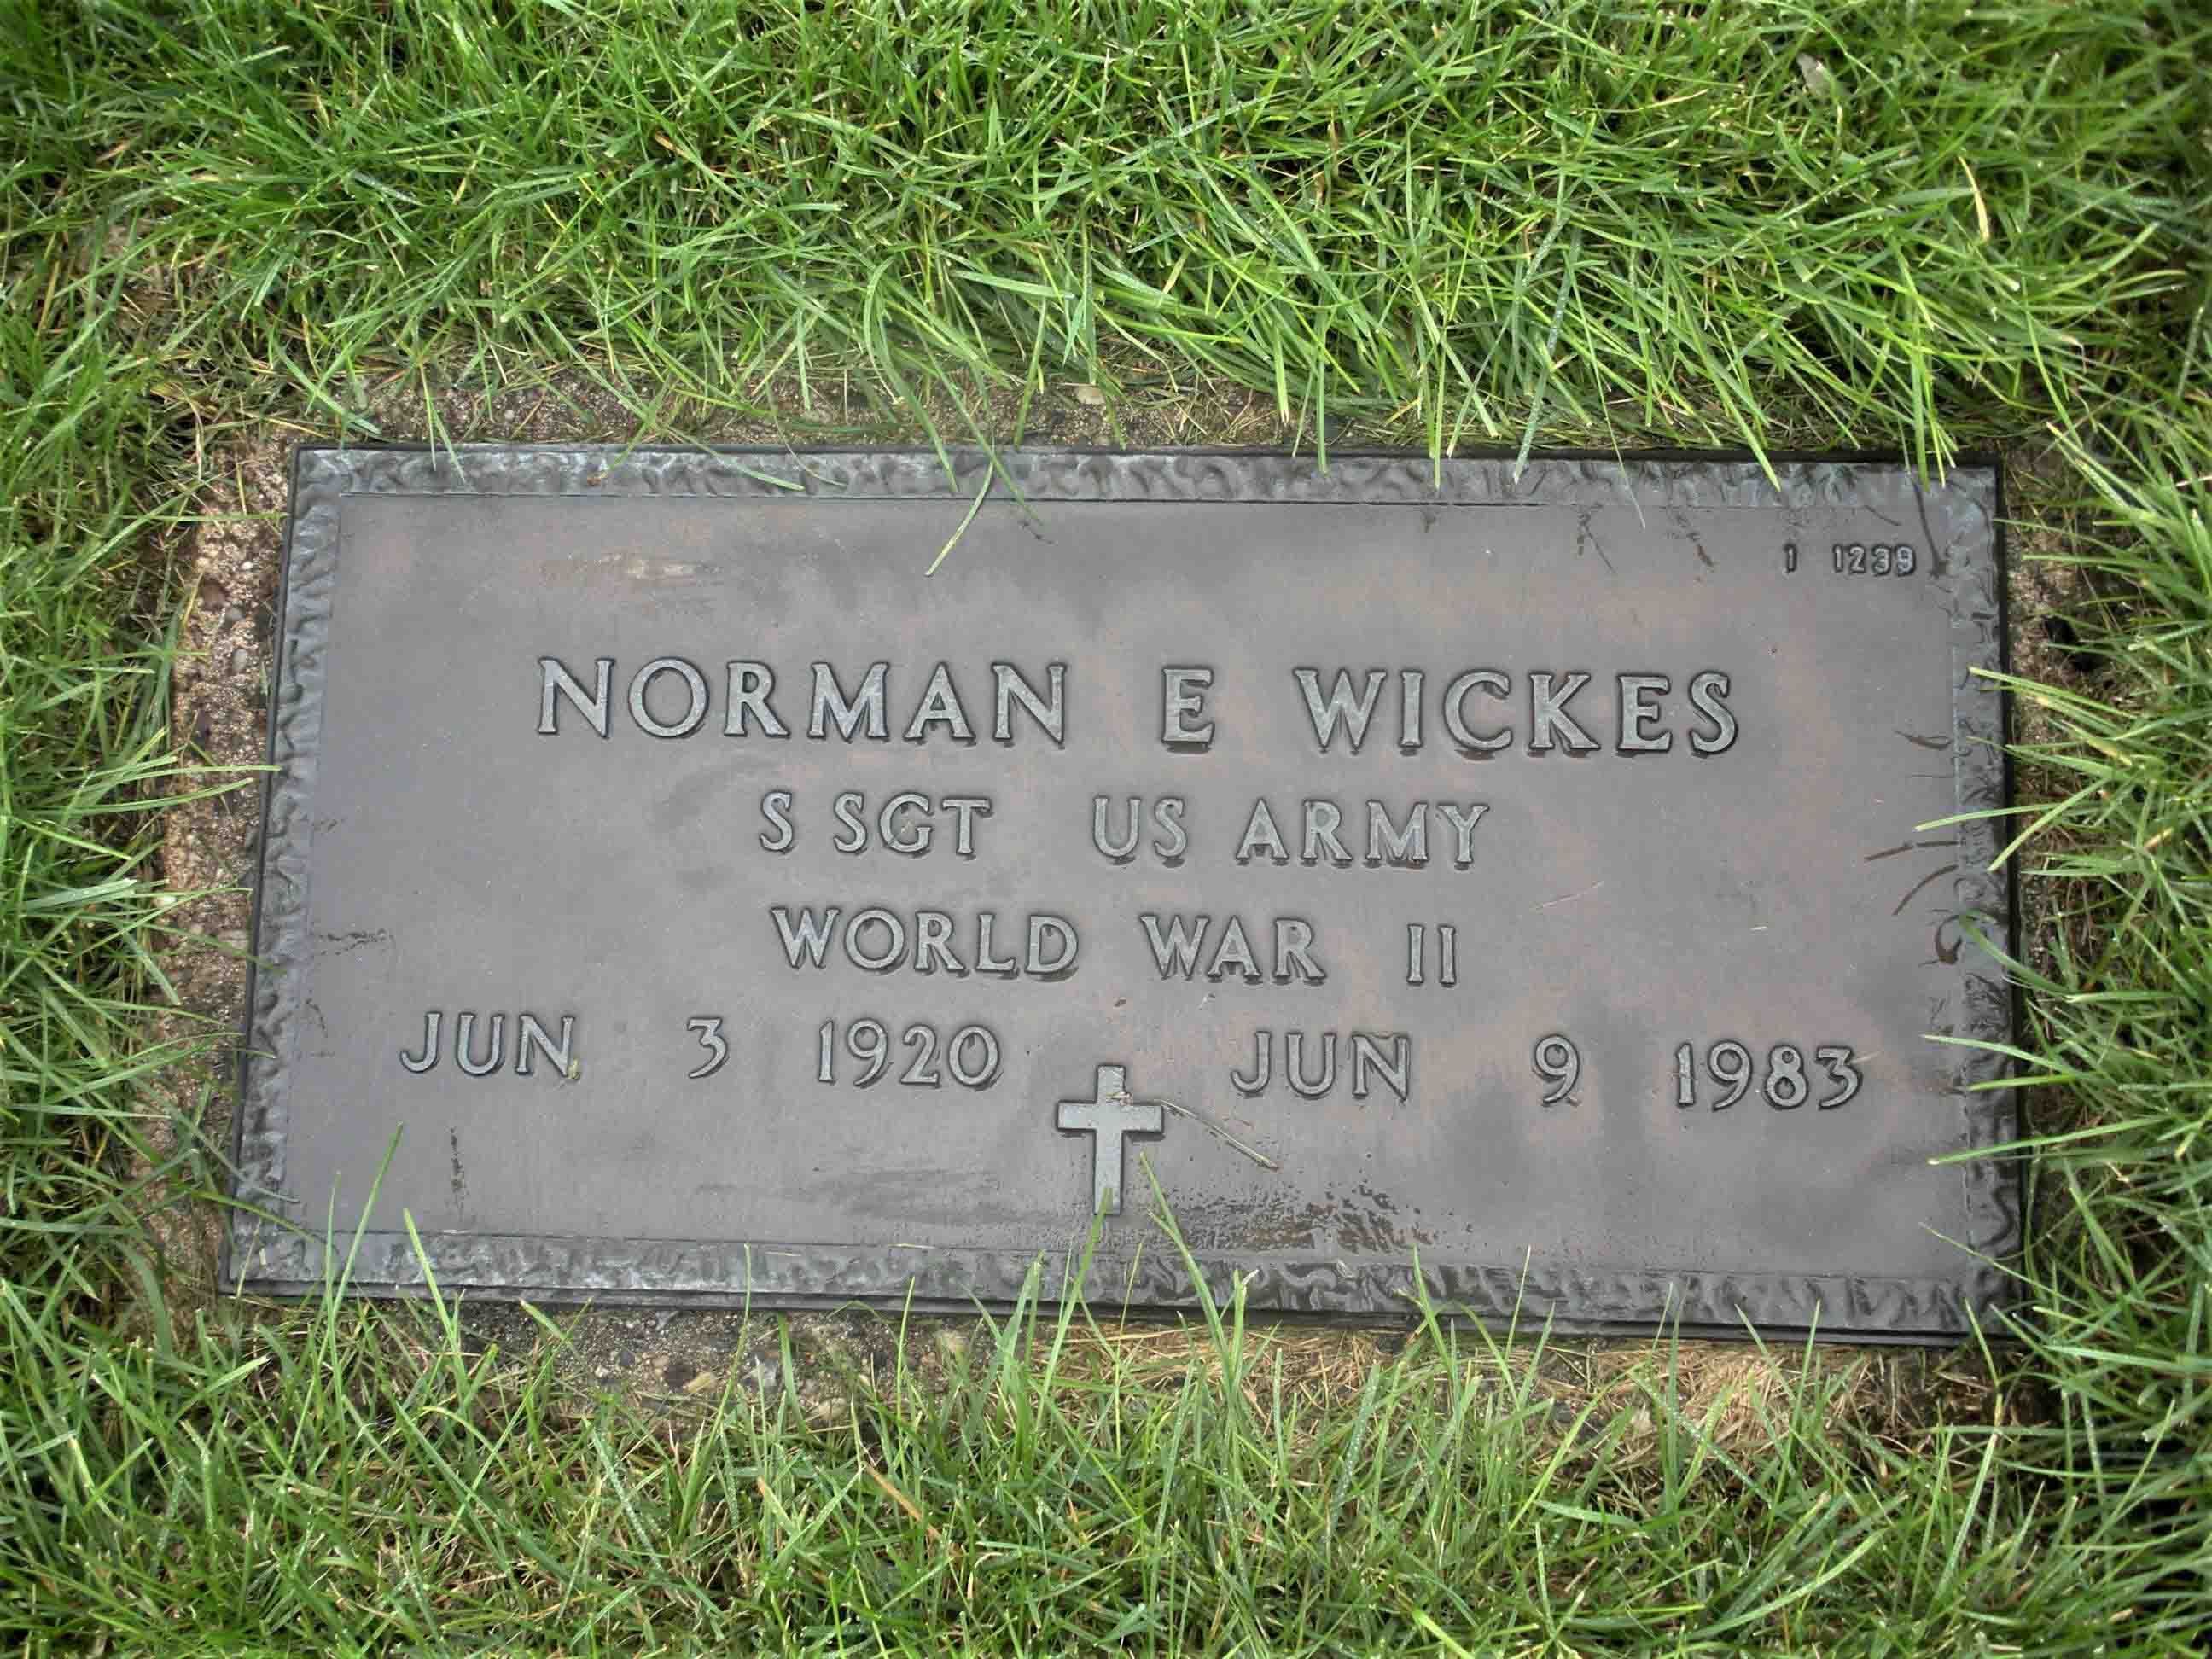 1 1239
NORMAN E WICKES
S SGT US ARMY
WORLD WAR II
JUN 3 1920 JUN 9 1983